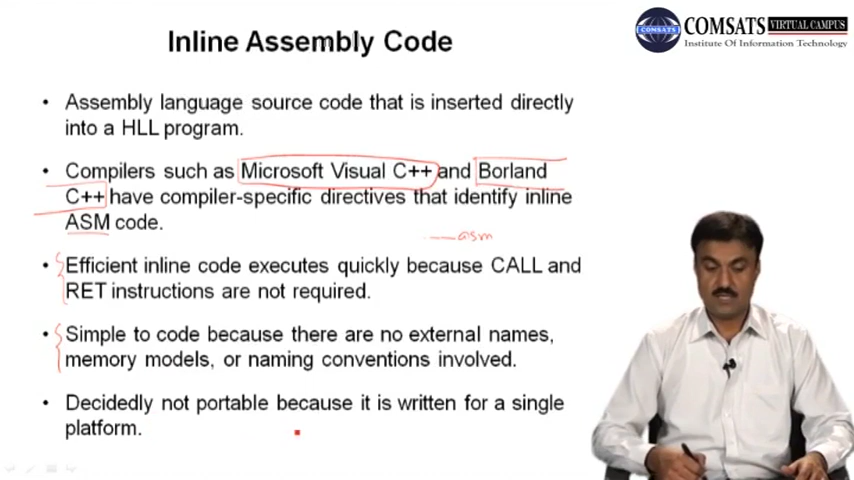 Inline Assembly Code
COMSATS VIRTUAL CAMPUS
COMSATS
Institute Of Information Technology
• Assembly language source code that is inserted directly
into a HLL program.
• Compilers such as Microsoft Visual C++ and Borland
C++ have compiler-specific directives that identify inline
ASM code.
__asm
• Efficient inline code executes quickly because CALL and
RET instructions are not required.
• Simple to code because there are no external names,
memory models, or naming conventions involved.
• Decidedly not portable because it is written for a single
platform.